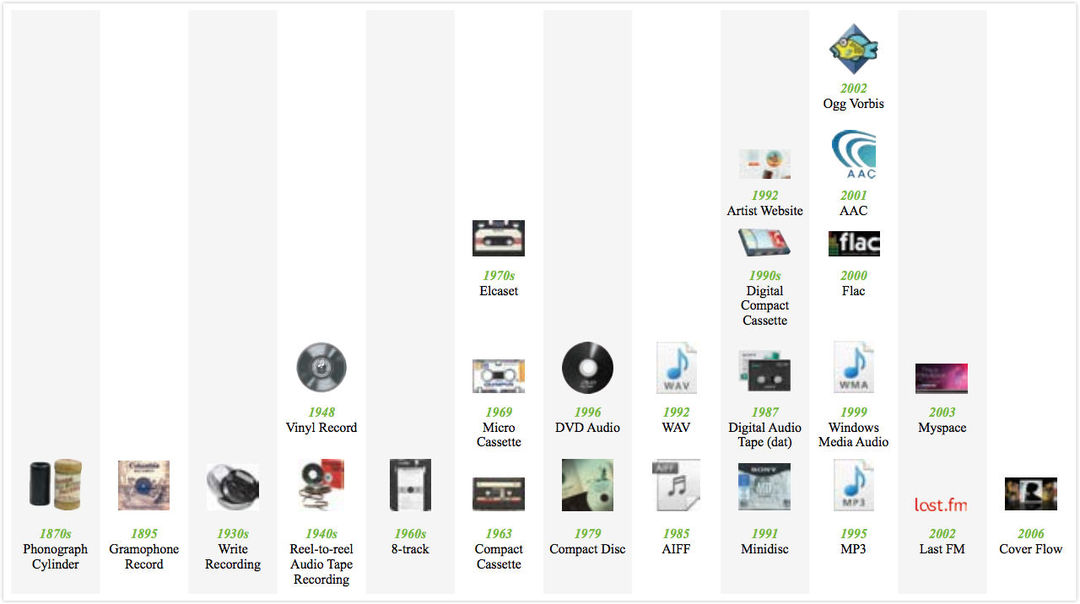 2002
Ogg Vorbis
AAC
1992
Artist Website
2001
AAC
flac
1970s
Elcaset
1990s
Digital
Compact
Cassette
2000
Flac
WAV
WMA
1948
Vinyl Record
1969
Micro
Cassette
1996
DVD Audio
1992
WAV
1987
Digital Audio
Tape (dat)
1999
Windows
Media Audio
2003
Myspace
Columbia
AIFF
SONY
MP3
last.fm
1870s
Phonograph
Cylinder
1895
Gramophone
Record
1930s
Write
Recording
1940s
Reel-to-reel
Audio Tape
Recording
1960s
8-track
1963
Compact
Cassette
1979
Compact Disc
1985
AIFF
1991
Minidisc
1995
MP3
2002
Last FM
2006
Cover Flow